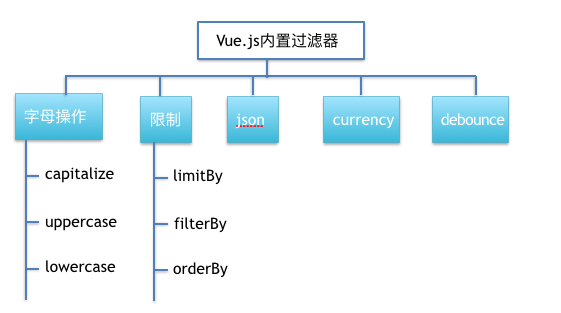 Vue.js内置过滤器
字母操作
限制
json
currency
debounce
capitalize
uppercase
lowercase
limitBy
filterBy
orderBy